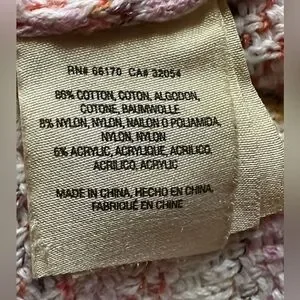 RN# 66170 CA# 32054
86% COTTON, COTON, ALGODON,
COTONE, BAUMWOLLE
8% NYLON, NYLON, NAILON O POLIAMIDA,
NYLON, NYLON
6% ACRYLIC, ACRYLIQUE, ACRILICO,
ACRILICO, ACRYLIC
MADE IN CHINA, HECHO EN CHINA,
FABRIQUÉ EN CHINE